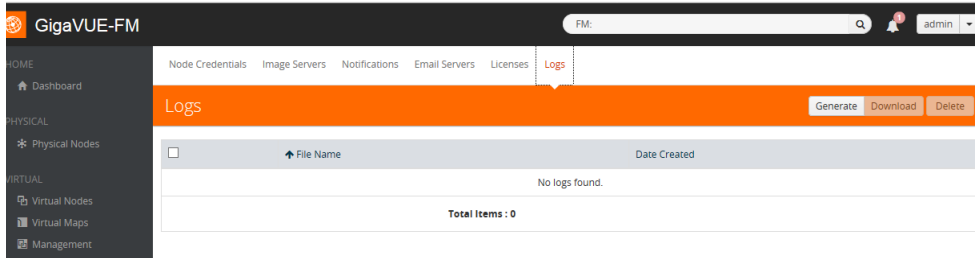 GigaVUE-FM
FM:
1
admin
HOME
Dashboard
PHYSICAL
Physical Nodes
VIRTUAL
Virtual Nodes
Virtual Maps
Management
Node Credentials Image Servers Notifications Email Servers Licenses Logs
Logs
Generate Download Delete
File Name Date Created
No logs found.
Total Items : 0